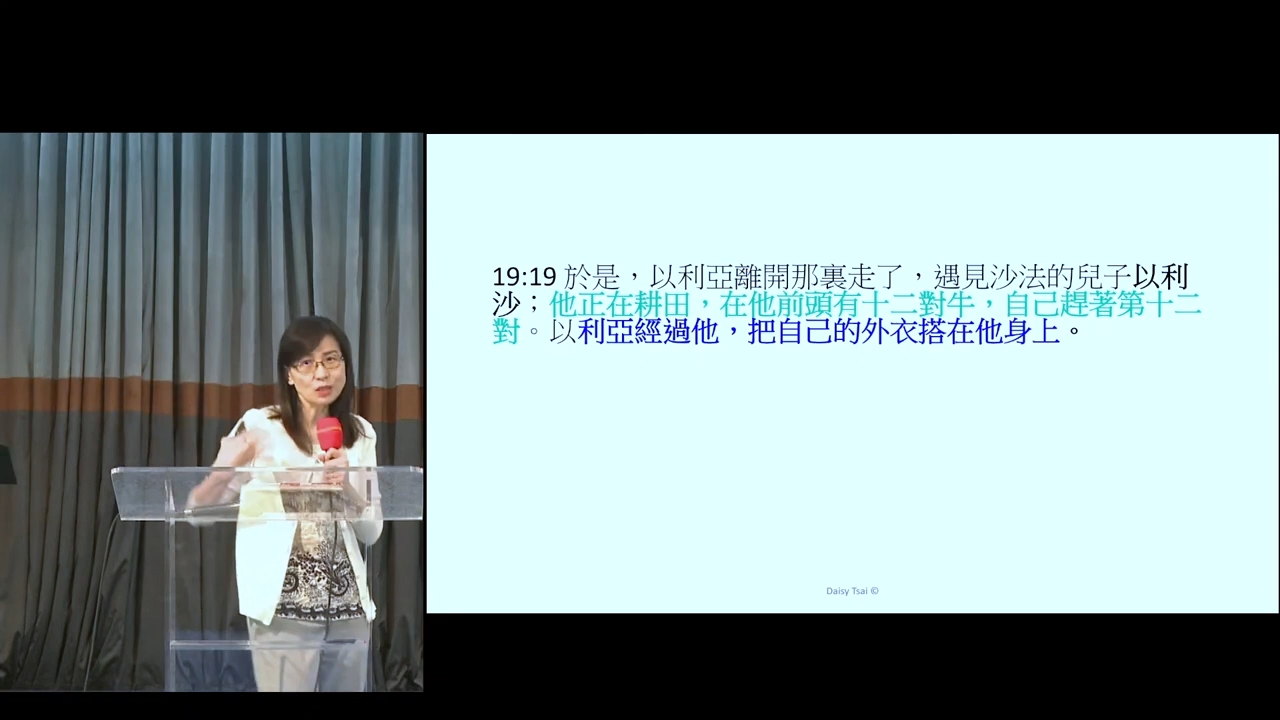 19:19 於是，以利亞離開那裏走了，遇見沙法的兒子以利
沙；他正在耕田，在他前頭有十二對牛，自己趕著第十二
對。以利亞經過他，把自己的外衣搭在他身上。
Daisy Tsai ©